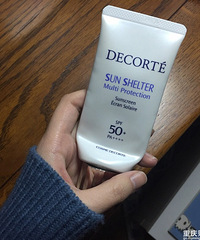 DECORTÉ
SUN SHELTER
Multi Protection
Sunscreen
Écran Solaire
SPF
50+
PA++++